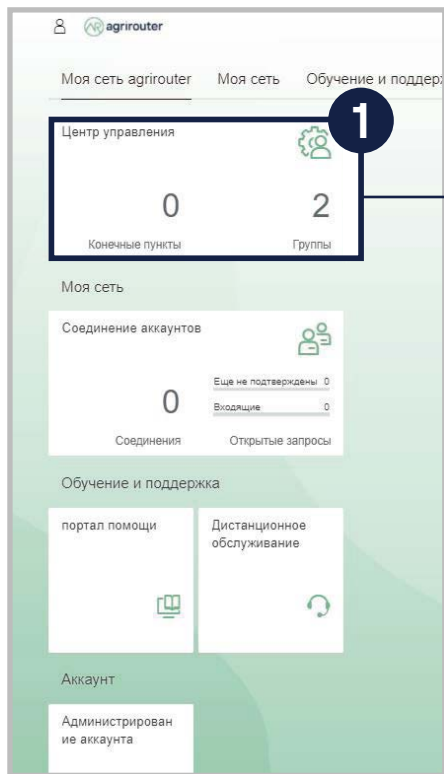 agrirouter
Моя сеть agrirouter Моя сеть Обучение и поддер
1
Центр управления
0 2
Конечные пункты Группы
Моя сеть
Соединение аккаунтов
Еще не подтверждены 0
0 Входящие 0
Соединения Открытые запросы
Обучение и поддержка
портал помощи Дистанционное
обслуживание
Аккаунт
Администрирован
ие аккаунта